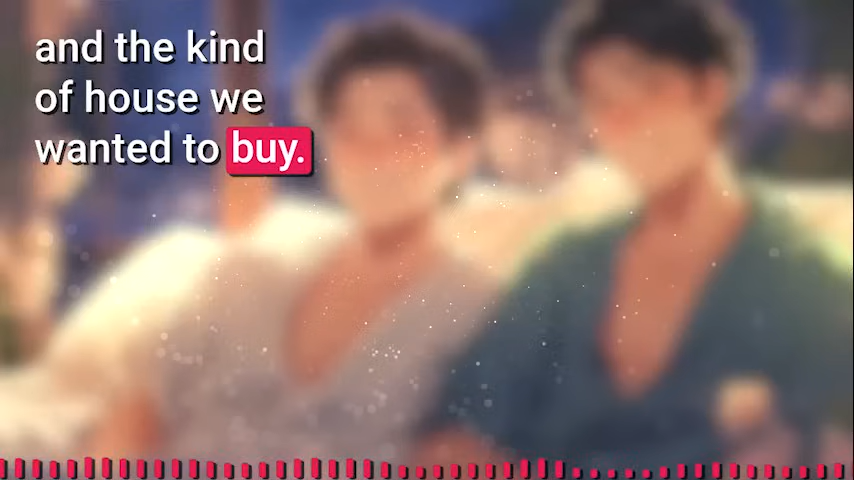 and the kind
of house we
wanted to buy.